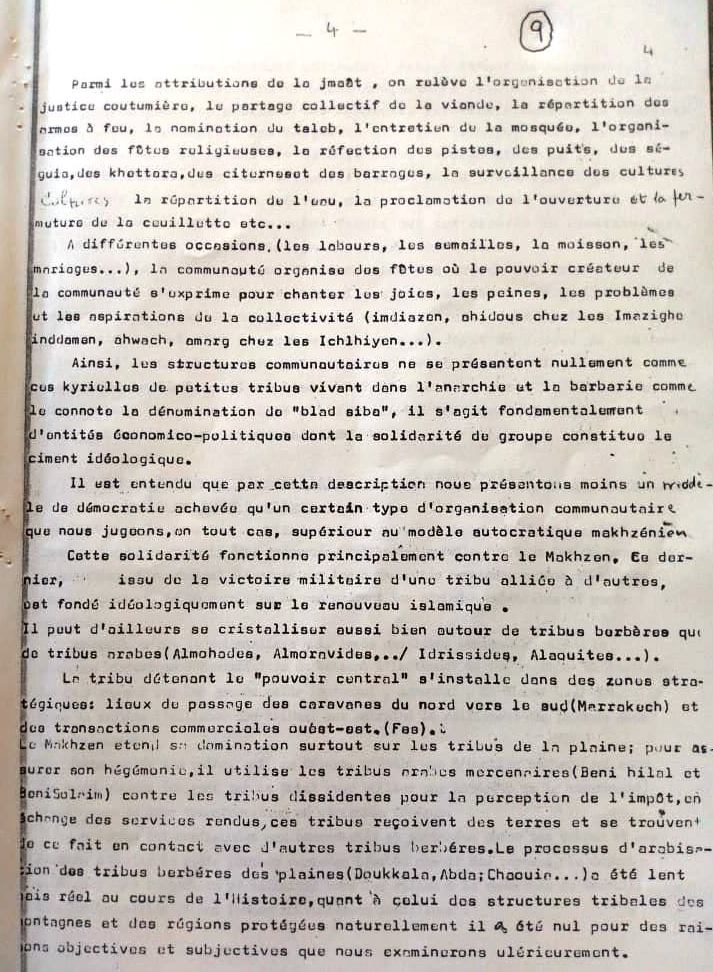 — 4 —
9
4
Parmi les attributions de la jmaât , on relève l'organisation de la
justice coutumière, le partage collectif de la viande, la répartition des
armes à feu, la nomination du taleb, l'entretien de la mosquée, l'organi-
sation des fêtes religieuses, la réfection des pistes, des puits, des sé-
guia,des khettara,des citerneset des barrages, la surveillance des cultures
Cultures la répartition de l'eau, la proclamation de l'ouverture et la fer-
muture de la cueillette etc...
A différentes occasions,(les labours, les semailles, la moisson, les
mariages...), la communauté organise des fêtes où le pouvoir créateur de
la communauté s'exprime pour chanter les joies, les peines, les problèmes
et les aspirations de la collectivité (imdiazen, ahidous chez les Imazighe
inddamen, ahwach, amarg chez les Ichlhiyen...).
Ainsi, les structures communautaires ne se présentent nullement comme
ces kyrielles de petites tribus vivant dans l'anarchie et la barbarie comme
le connote la dénomination de "blad siba", il s'agit fondamentalement
d'entités économico-politiques dont la solidarité de groupe constitue le
ciment idéologique.
Il est entendu que par cette description nous présentons moins un modè-
le de démocratie achevée qu'un certain type d'organisation communautaire
que nous jugeons,en tout cas, supérieur au modèle autocratique makhzénien
Cette solidarité fonctionne principalement contre le Makhzen. Ce der-
nier, issu de la victoire militaire d'une tribu alliée à d'autres,
est fondé idéologiquement sur le renouveau islamique .
Il peut d'ailleurs se cristalliser aussi bien autour de tribus berbères que
de tribus arabes(Almohades, Almoravides,../ Idrissides, Alaquites...).
La tribu détenant le "pouvoir central" s'installe dans des zones stra-
tégiques: lieux de passage des caravanes du nord vers le sud(Marrakech) et
des transactions commerciales ouést-est.(Fes).
Le Makhzen etend sa domination surtout sur les tribus de la plaine; pour as-
surer son hégémonie,il utilise les tribus arabes mercenaires(Beni hilal et
BeniSolaim) contre les tribus dissidentes pour la perception de l'impôt,en
échange des services rendus,ces tribus reçoivent des terres et se trouvent
de ce fait en contact avec d'autres tribus berbères.Le processus d'arabisa-
tion des tribus berbéres des plaines(Doukkala,Abda;Chaouia...)a été lent
mais réel au cours de l'Histoire,quant à celui des structures tribales des
montagnes et des régions protégées naturellement il a été nul pour des rai-
sons objectives et subjectives que nous examinerons ulérieurement.